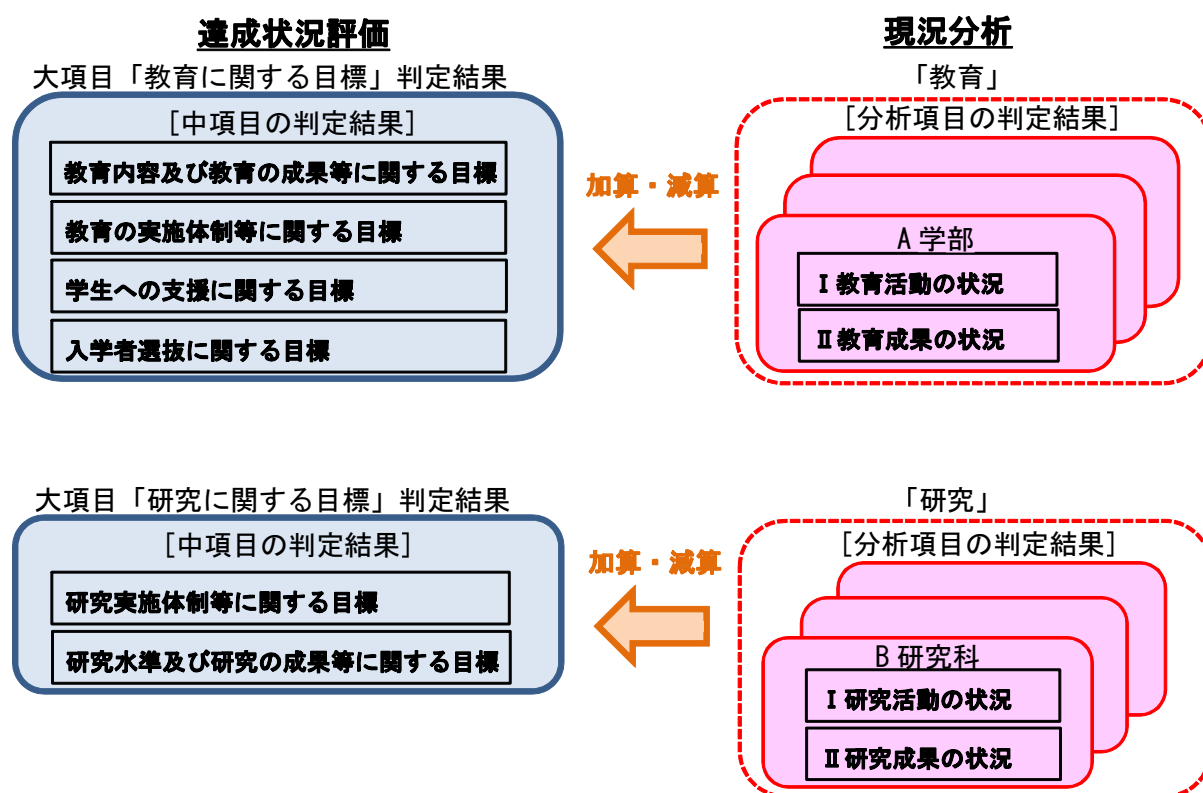 達成状況評価
現況分析
大項目「教育に関する目標」判定結果
[中項目の判定結果]
教育内容及び教育の成果等に関する目標
教育の実施体制等に関する目標
学生への支援に関する目標
入学者選抜に関する目標
加算・減算
「教育」
[分析項目の判定結果]
A 学部
Ⅰ 教育活動の状況
Ⅱ 教育成果の状況
大項目「研究に関する目標」判定結果
[中項目の判定結果]
研究実施体制等に関する目標
研究水準及び研究の成果等に関する目標
加算・減算
「研究」
[分析項目の判定結果]
B 研究科
Ⅰ 研究活動の状況
Ⅱ 研究成果の状況